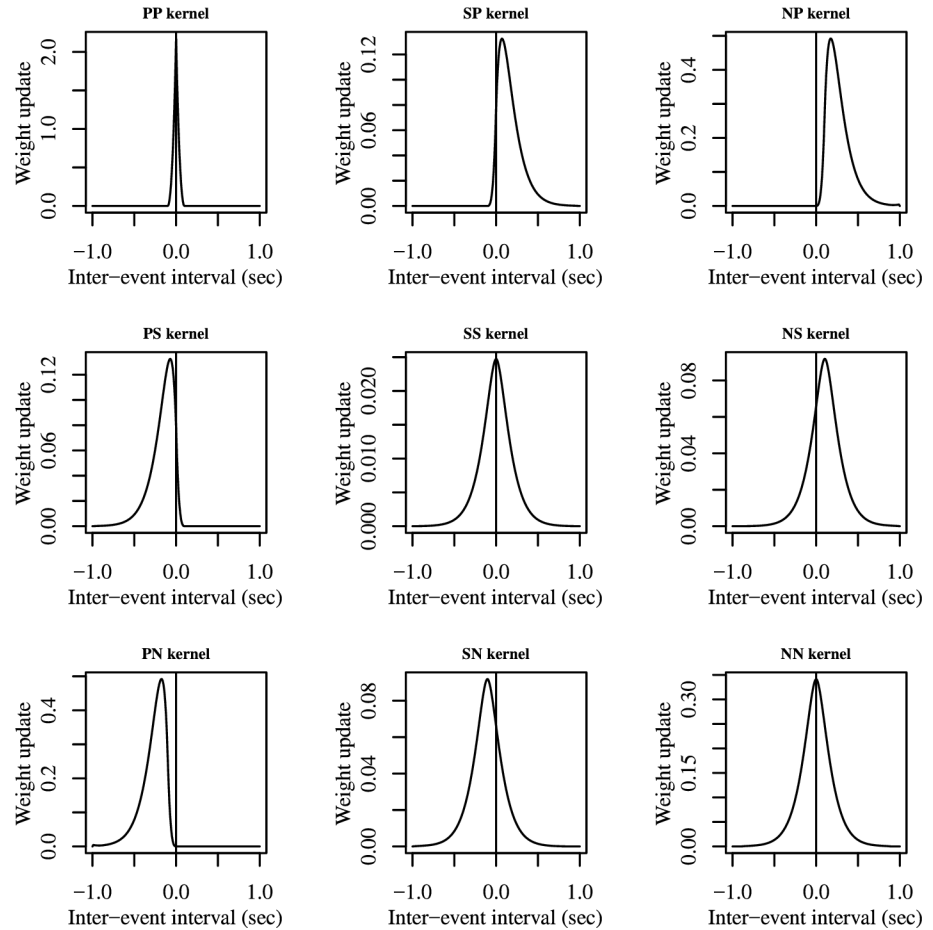 PP kernel
Weight update
0.0
1.0
2.0
−1.0 0.0 1.0
Inter−event interval (sec)
SP kernel
Weight update
0.00
0.06
0.12
−1.0 0.0 1.0
Inter−event interval (sec)
NP kernel
Weight update
0.0
0.2
0.4
−1.0 0.0 1.0
Inter−event interval (sec)
PS kernel
Weight update
0.00
0.06
0.12
−1.0 0.0 1.0
Inter−event interval (sec)
SS kernel
Weight update
0.000
0.010
0.020
−1.0 0.0 1.0
Inter−event interval (sec)
NS kernel
Weight update
0.00
0.04
0.08
−1.0 0.0 1.0
Inter−event interval (sec)
PN kernel
Weight update
0.0
0.2
0.4
−1.0 0.0 1.0
Inter−event interval (sec)
SN kernel
Weight update
0.00
0.04
0.08
−1.0 0.0 1.0
Inter−event interval (sec)
NN kernel
Weight update
0.00
0.15
0.30
−1.0 0.0 1.0
Inter−event interval (sec)